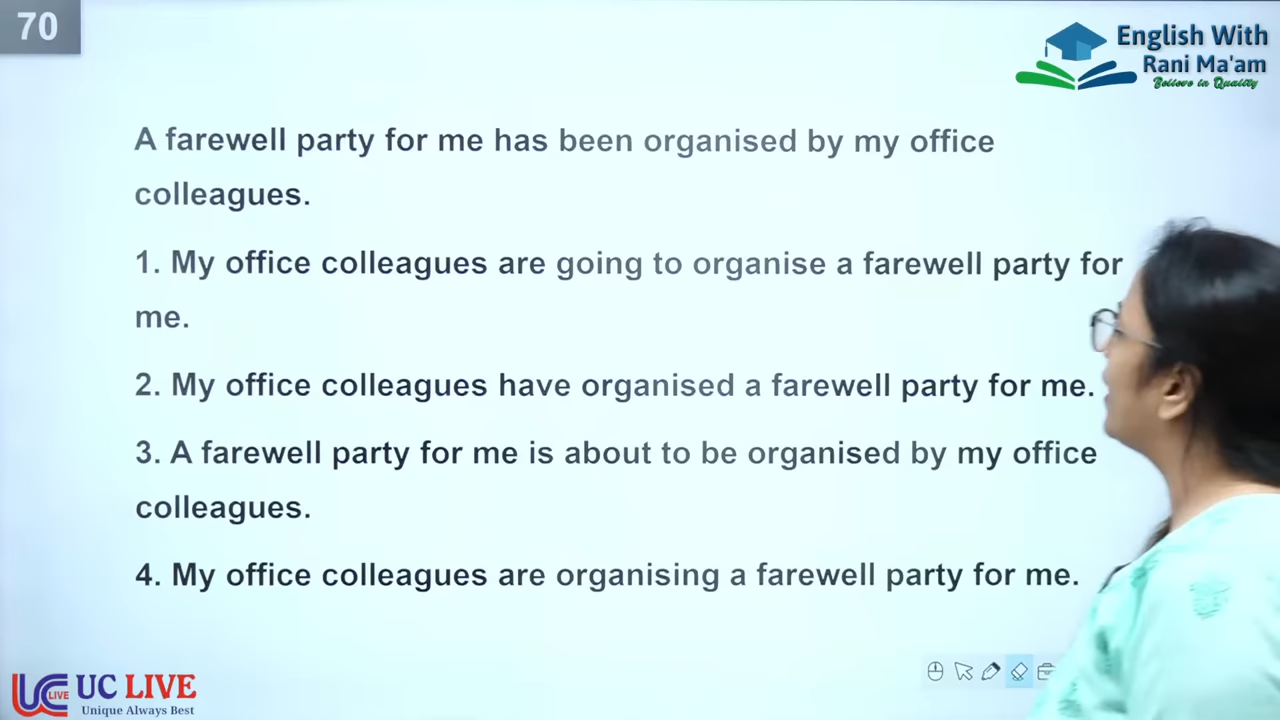 70
English With
Rani Ma'am
Believe in Quality
A farewell party for me has been organised by my office
colleagues.
1. My office colleagues are going to organise a farewell party for
me.
2. My office colleagues have organised a farewell party for me.
3. A farewell party for me is about to be organised by my office
colleagues.
4. My office colleagues are organising a farewell party for me.
UC LIVE
LIVE
Unique Always Best